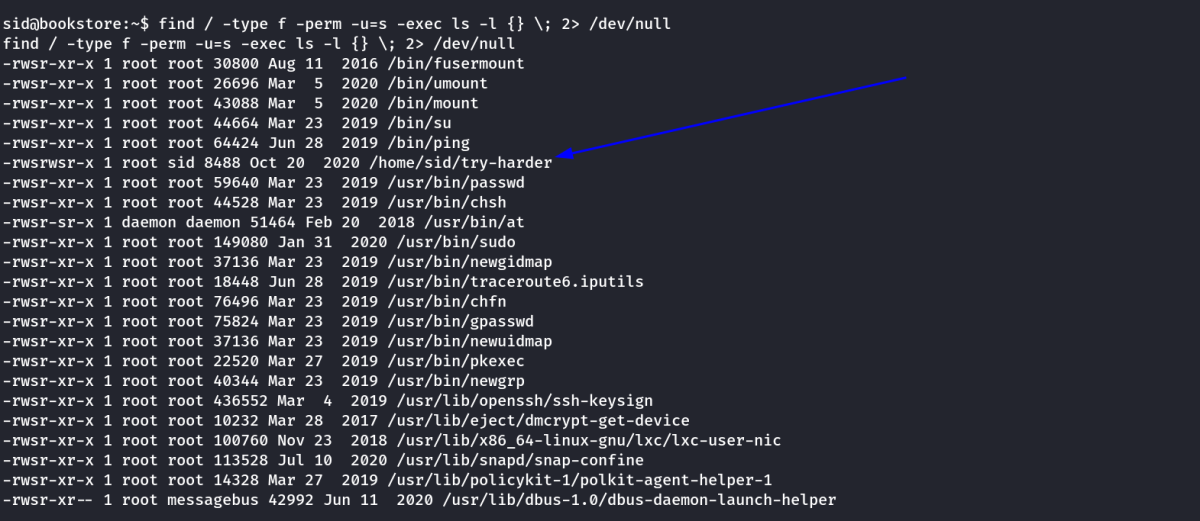 sid@bookstore:~$ find / -type f -perm -u=s -exec ls -l {} \; 2> /dev/null
find / -type f -perm -u=s -exec ls -l {} \; 2> /dev/null
-rwsr-xr-x 1 root root 30800 Aug 11  2016 /bin/fusermount
-rwsr-xr-x 1 root root 26696 Mar  5  2020 /bin/umount
-rwsr-xr-x 1 root root 43088 Mar  5  2020 /bin/mount
-rwsr-xr-x 1 root root 44664 Mar 23  2019 /bin/su
-rwsr-xr-x 1 root root 64424 Jun 28  2019 /bin/ping
-rwsrwsr-x 1 root sid 8488 Oct 20  2020 /home/sid/try-harder
-rwsr-xr-x 1 root root 59640 Mar 23  2019 /usr/bin/passwd
-rwsr-xr-x 1 root root 44528 Mar 23  2019 /usr/bin/chsh
-rwsr-sr-x 1 daemon daemon 51464 Feb 20  2018 /usr/bin/at
-rwsr-xr-x 1 root root 149080 Jan 31  2020 /usr/bin/sudo
-rwsr-xr-x 1 root root 37136 Mar 23  2019 /usr/bin/newgidmap
-rwsr-xr-x 1 root root 18448 Jun 28  2019 /usr/bin/traceroute6.iputils
-rwsr-xr-x 1 root root 76496 Mar 23  2019 /usr/bin/chfn
-rwsr-xr-x 1 root root 75824 Mar 23  2019 /usr/bin/gpasswd
-rwsr-xr-x 1 root root 37136 Mar 23  2019 /usr/bin/newuidmap
-rwsr-xr-x 1 root root 22520 Mar 27  2019 /usr/bin/pkexec
-rwsr-xr-x 1 root root 40344 Mar 23  2019 /usr/bin/newgrp
-rwsr-xr-x 1 root root 436552 Mar  4  2019 /usr/lib/openssh/ssh-keysign
-rwsr-xr-x 1 root root 10232 Mar 28  2017 /usr/lib/eject/dmcrypt-get-device
-rwsr-xr-x 1 root root 100760 Nov 23  2018 /usr/lib/x86_64-linux-gnu/lxc/lxc-user-nic
-rwsr-xr-x 1 root root 113528 Jul 10  2020 /usr/lib/snapd/snap-confine
-rwsr-xr-x 1 root root 14328 Mar 27  2019 /usr/lib/policykit-1/polkit-agent-helper-1
-rwsr-xr-- 1 root messagebus 42992 Jun 11  2020 /usr/lib/dbus-1.0/dbus-daemon-launch-helper